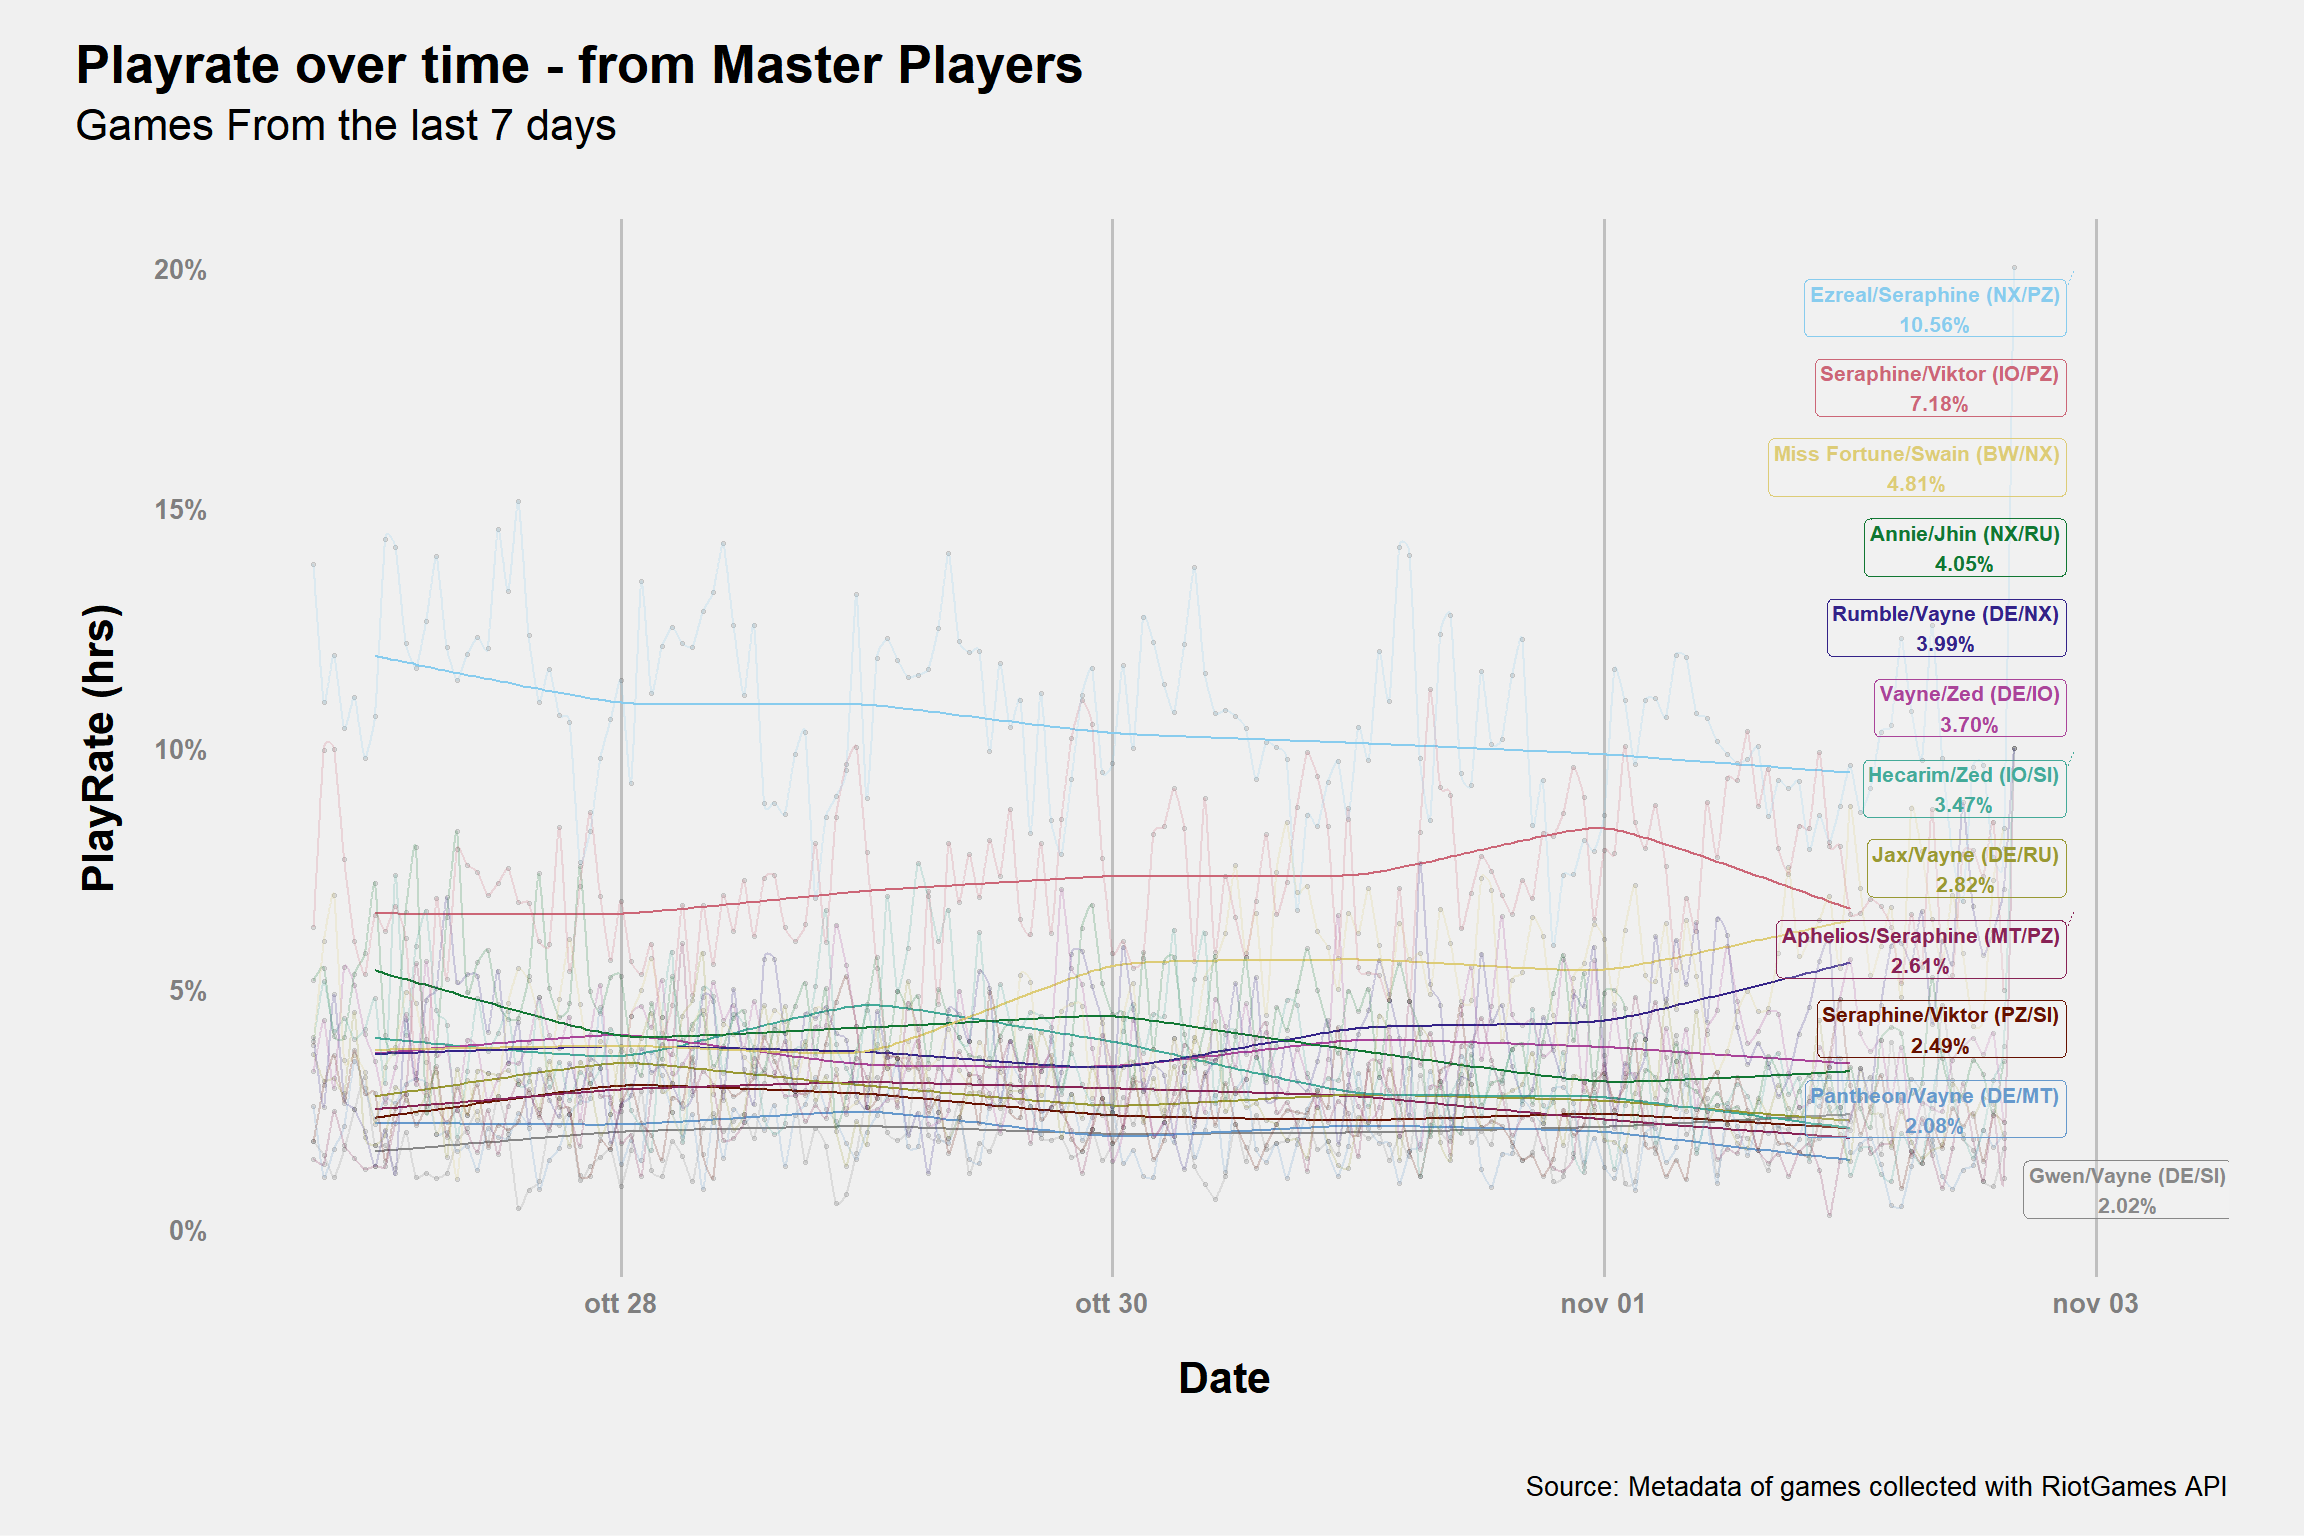 Playrate over time - from Master Players
Games From the last 7 days
PlayRate (hrs)
20%
15%
10%
5%
0%
Ezreal/Seraphine (NX/PZ)
10.56%
Seraphine/Viktor (IO/PZ)
7.18%
Miss Fortune/Swain (BW/NX)
4.81%
Annie/Jhin (NX/RU)
4.05%
Rumble/Vayne (DE/NX)
3.99%
Vayne/Zed (DE/IO)
3.70%
Hecarim/Zed (IO/SI)
3.47%
Jax/Vayne (DE/RU)
2.82%
Aphelios/Seraphine (MT/PZ)
2.61%
Seraphine/Viktor (PZ/SI)
2.49%
Pantheon/Vayne (DE/MT)
2.08%
Gwen/Vayne (DE/SI)
2.02%
ott 28
ott 30
nov 01
nov 03
Date
Source: Metadata of games collected with RiotGames API